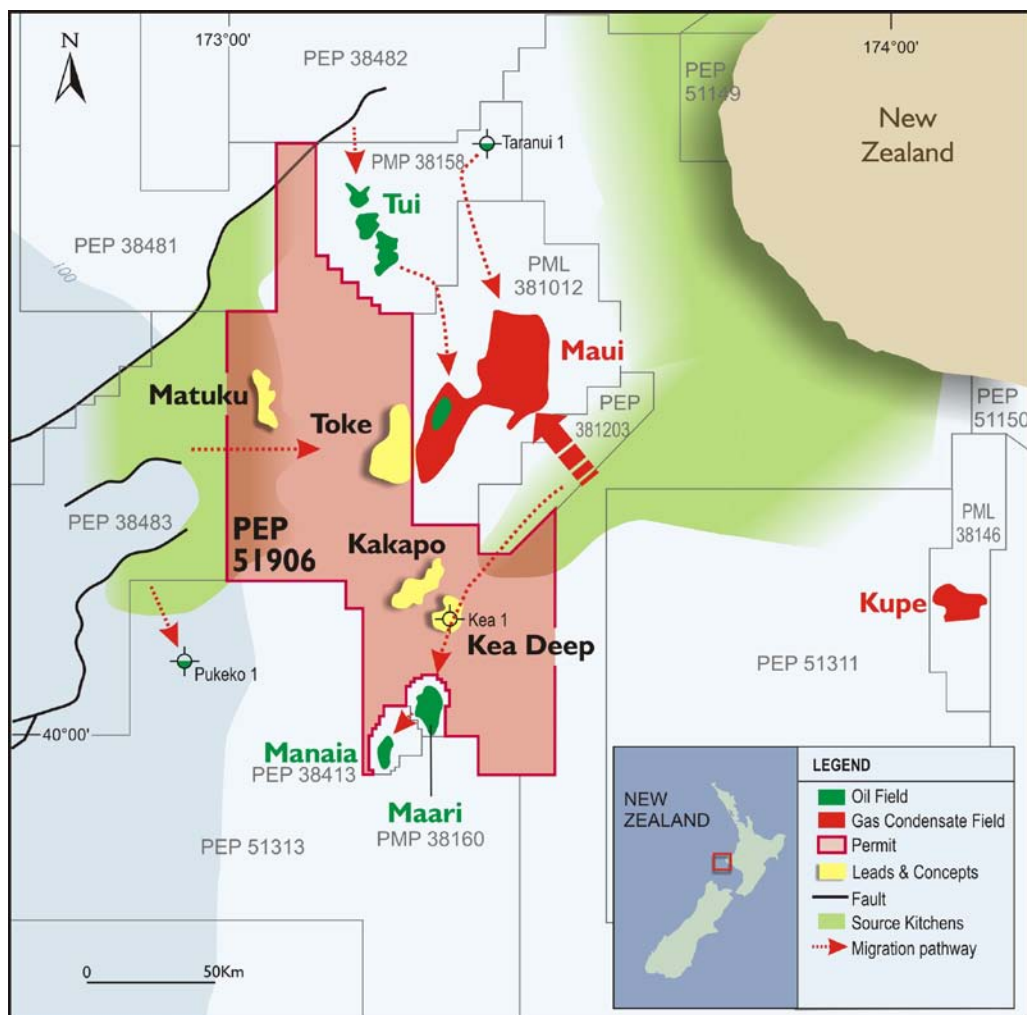 N
173°00'
PEP 38482
174°00'
PEP
51149
New
Zealand
Taranui 1
PMP 38158
Tui
PEP 38481
100
PML
381012
Maui
Matuku
Toke
PEP
381203
PEP
51150
PEP 38483
PEP
51906
PML
38146
Kakapo
Kupe
Kea 1
Kea Deep
Pukeko 1
PEP 51311
40°00'
Manaia
PEP 38413
Maari
PMP 38160
PEP 51313
0 50Km
NEW
ZEALAND
LEGEND
Oil Field
Gas Condensate Field
Permit
Leads & Concepts
Fault
Source Kitchens
Migration pathway